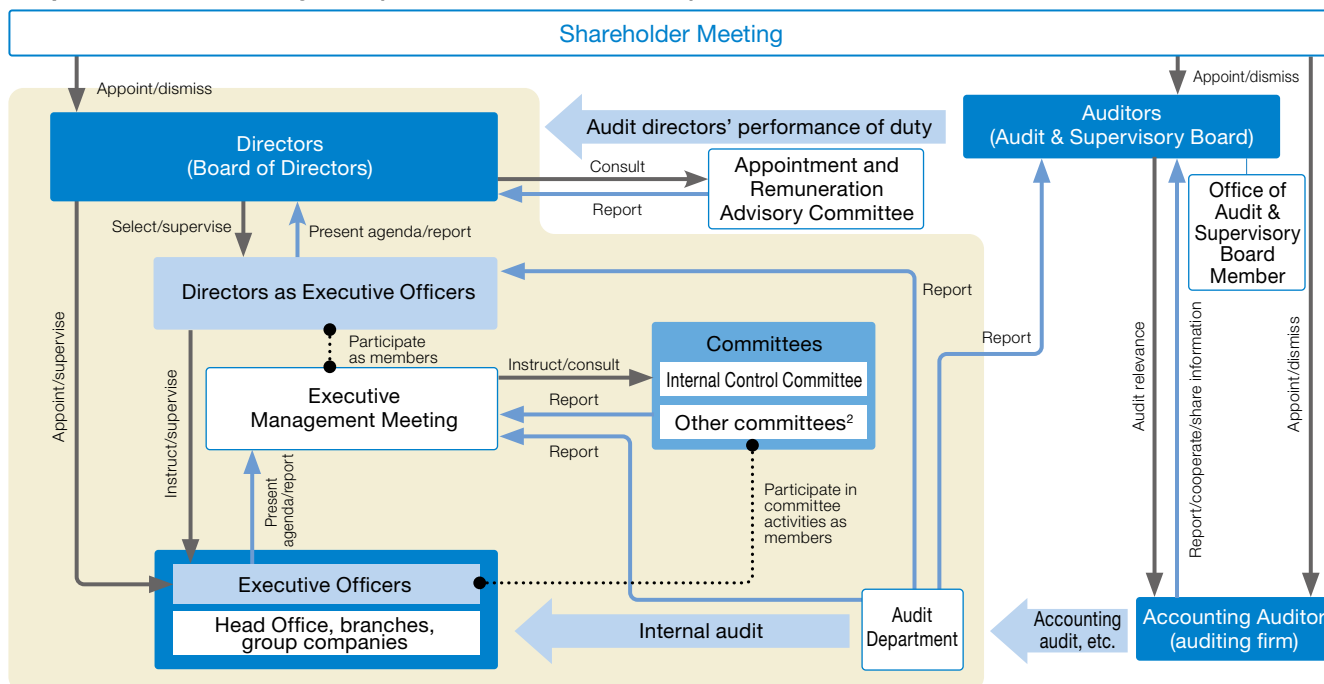 Shareholder Meeting
Appoint/dismiss
Appoint/dismiss
Directors
(Board of Directors)
Audit directors’ performance of duty
Auditors
(Audit & Supervisory Board)
Consult
Report
Appointment and
Remuneration
Advisory Committee
Office of
Audit &
Supervisory
Board
Member
Select/supervise
Present agenda/report
Directors as Executive Officers
Report
Report
Participate
as members
Committees
Internal Control Committee
Other committees²
Instruct/consult
Report
Report
Executive
Management Meeting
Appoint/supervise
Instruct/supervise
Present
agenda/report
Participate in
committee
activities as
members
Audit relevance
Report/cooperate/share information
Appoint/dismiss
Executive Officers
Head Office, branches,
group companies
Internal audit
Audit
Department
Accounting
audit, etc.
Accounting Auditor
(auditing firm)